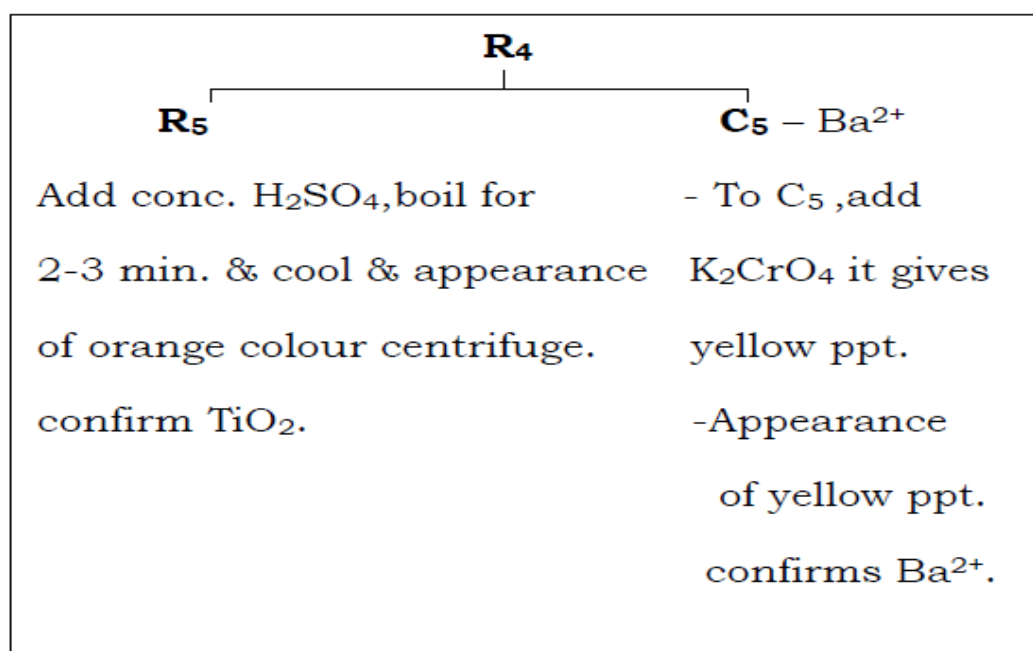 R₄
R₅
C₅ – Ba²⁺
Add conc. H₂SO₄,boil for
2-3 min. & cool & appearance
of orange colour centrifuge.
confirm TiO₂.
- To C₅ ,add
K₂CrO₄ it gives
yellow ppt.
-Appearance
of yellow ppt.
confirms Ba²⁺.